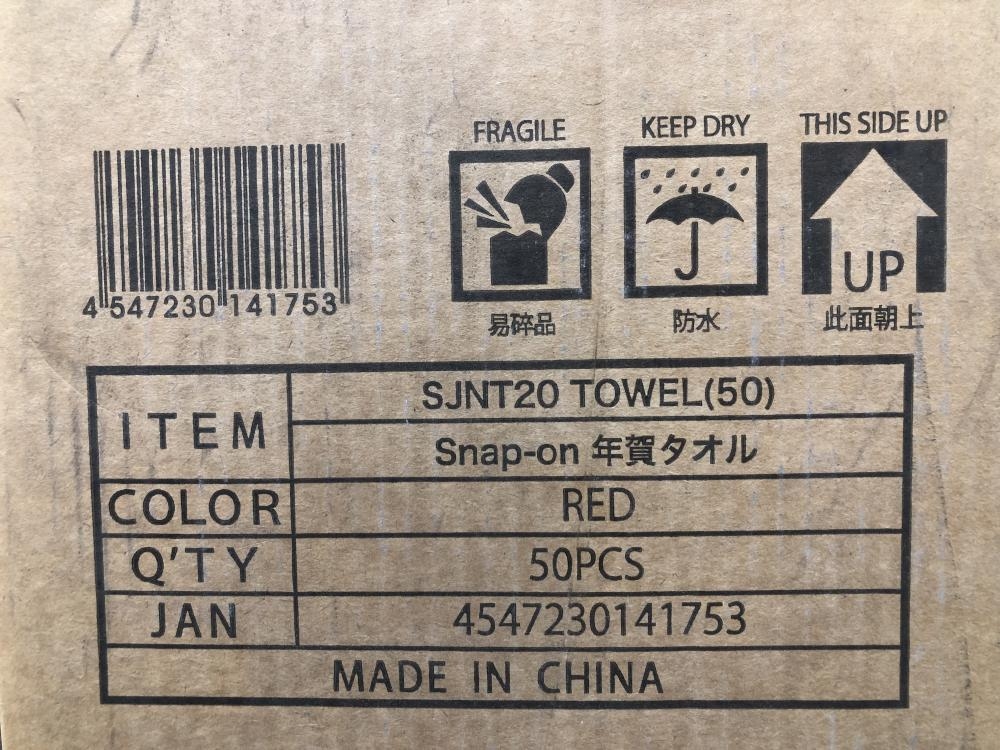 FRAGILE
KEEP DRY
THIS SIDE UP
UP
4 547230 141753
易碎品
防水
此面朝上
ITEM
SJNT20 TOWEL(50)
Snap-on 年賀タオル
COLOR
RED
Q'TY
50PCS
JAN
4547230141753
MADE IN CHINA